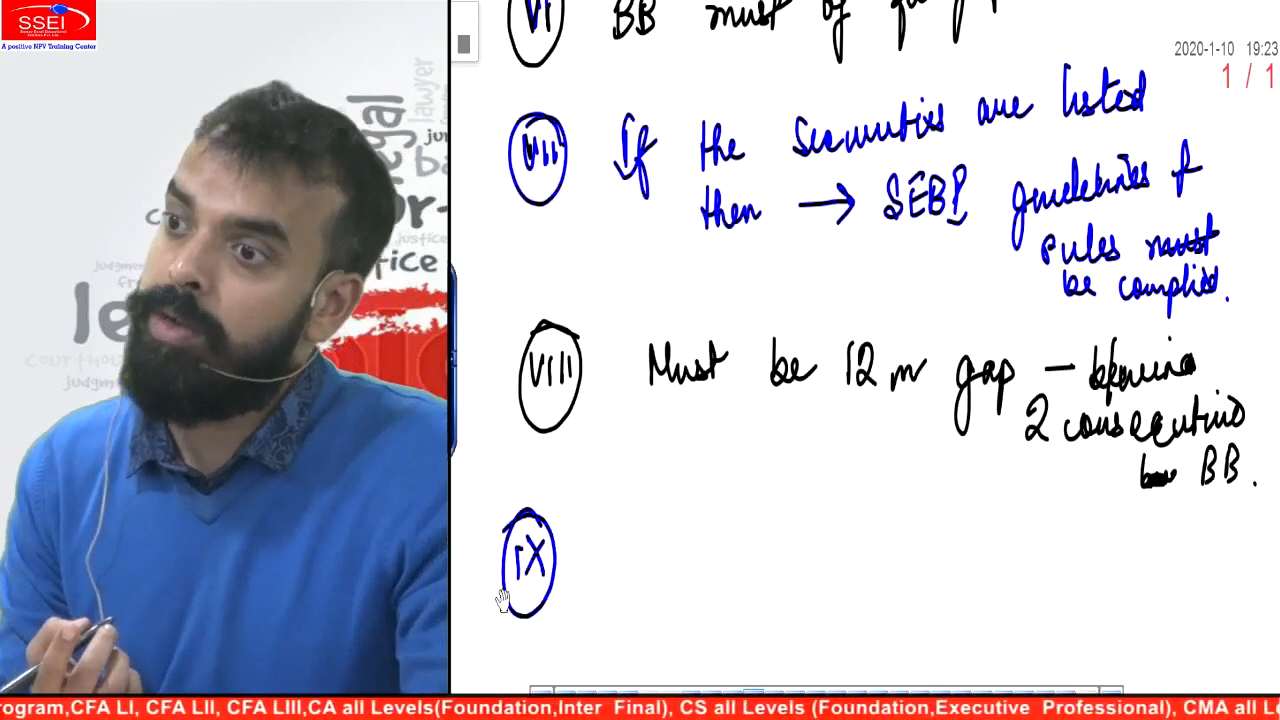 SSEI
A positive NPV Training Center
legal
lawyer
justice
judgment
2020-1-10 19:23
1 / 1
VI BB must
VII If the Securities are listed
then → SEBI guidelines &
rules must
be complied.
VIII Must be 12 m gap –
2 consecutive
BB.
IX
rogram,CFA LI, CFA LII, CFA LIII,CA all Levels(Foundation,Inter Final), CS all Levels (Foundation,Executive Professional), CMA all Le